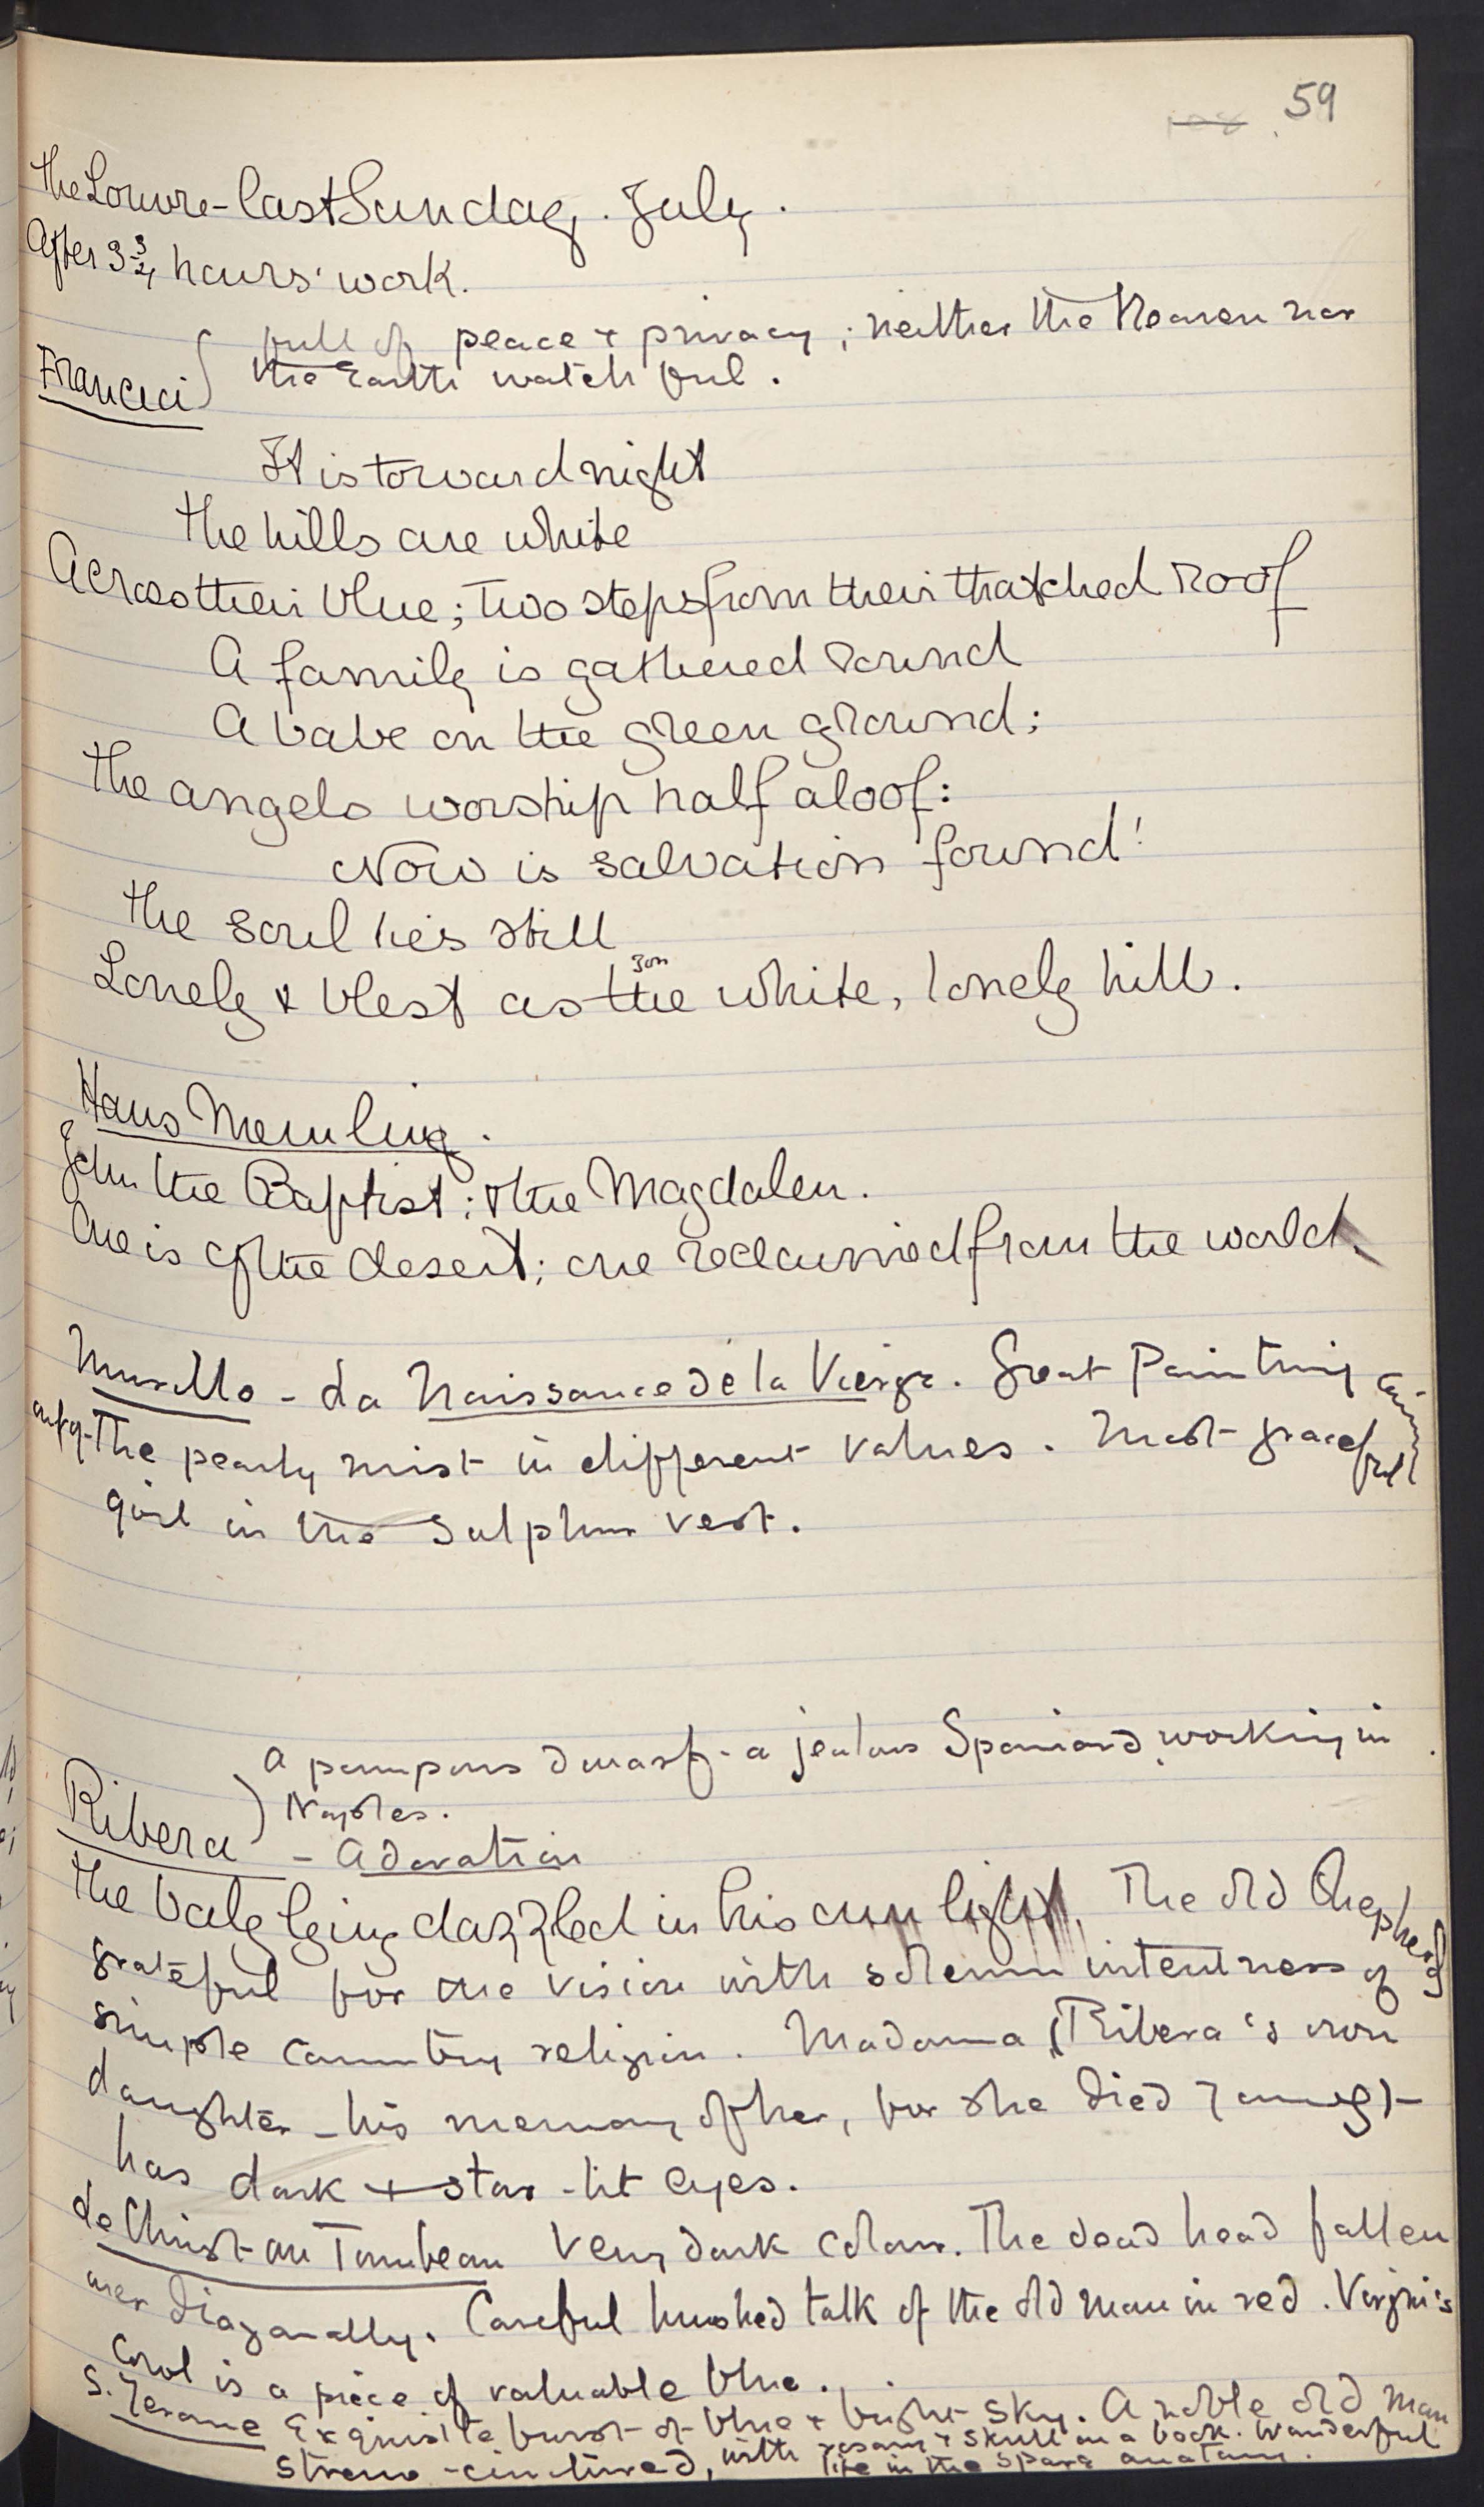 59
The Louvre - last Sunday. July.
After 3 3/4 hours' work.
full of peace + privacy; neither the Heaven nor
Francia } the Earth watchful.
It is toward night
The hills are white
Across their blue; two steps from their thatched roof
A family is gathered round
A babe on the green ground;
The angels worship half aloof:
Now is salvation found!
The soul lies still
Lonely & blest as the yon white, lonely hill.
Hans Memling.
John the Baptist: & the Magdalen.
One is of the desert; one reclaimed from the world.
Murillo - La Naissance de la Vierge. Great Painting
The pearly mist in different values. Most graceful
girl in the sulphur vest.
A pompous dwarf - a jealous Spaniard working in
Ribera) Naples.
- Adoration
The baby lying dazzled in his own light. The old Shepherd
grateful for the vision with solemn intentness of
simple country religion. Madonna (Ribera's own
daughter - his memory of her, for she died young) -
has dark + star-lit eyes.
Le Christ au Tombeau Very dark colour. The dead head fallen
over diagonally. Careful hushed talk of the old man in red. Virgin's
cowl is a piece of valuable blue.
S. Jerome Exquisite burst of blue + bright sky. A noble old man
straw-cinctured, with rosary + skull on a book. Wonderful
life in the spare anatomy.